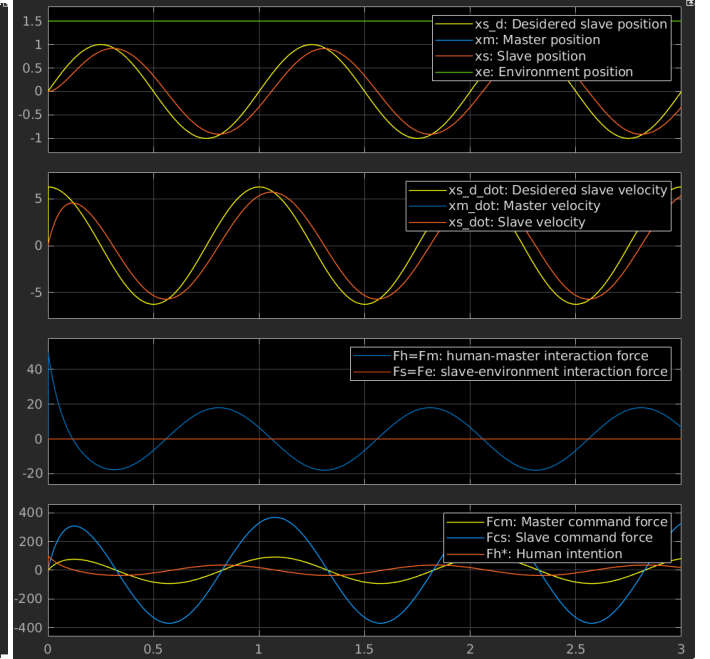 xs_d: Desidered slave position
xm: Master position
xs: Slave position
xe: Environment position
1.5
1
0.5
0
-0.5
-1
xs_d_dot: Desidered slave velocity
xm_dot: Master velocity
xs_dot: Slave velocity
5
0
-5
Fh=Fm: human-master interaction force
Fs=Fe: slave-environment interaction force
40
20
0
-20
Fcm: Master command force
Fcs: Slave command force
Fh*: Human intention
400
200
0
-200
-400
0 0.5 1 1.5 2 2.5 3